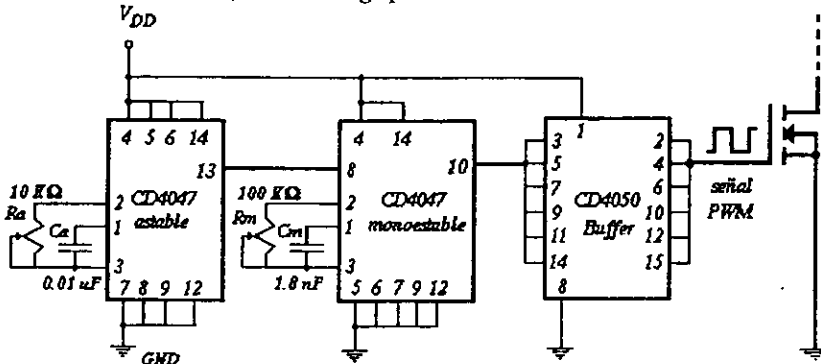 V_DD
4 5 6 14
13
10 KΩ
2
CD4047
astable
Ra
Ca
1
3
0.01 uF
7 8 9 12
GND
4 14
8
10
100 KΩ
2
CD4047
monoestable
Rm
Cm
1
3
1.8 nF
5 6 7 9 12
1
3 2
5 4
7 6
CD4050
Buffer
9 10
11 12
14 15
8
señal
PWM